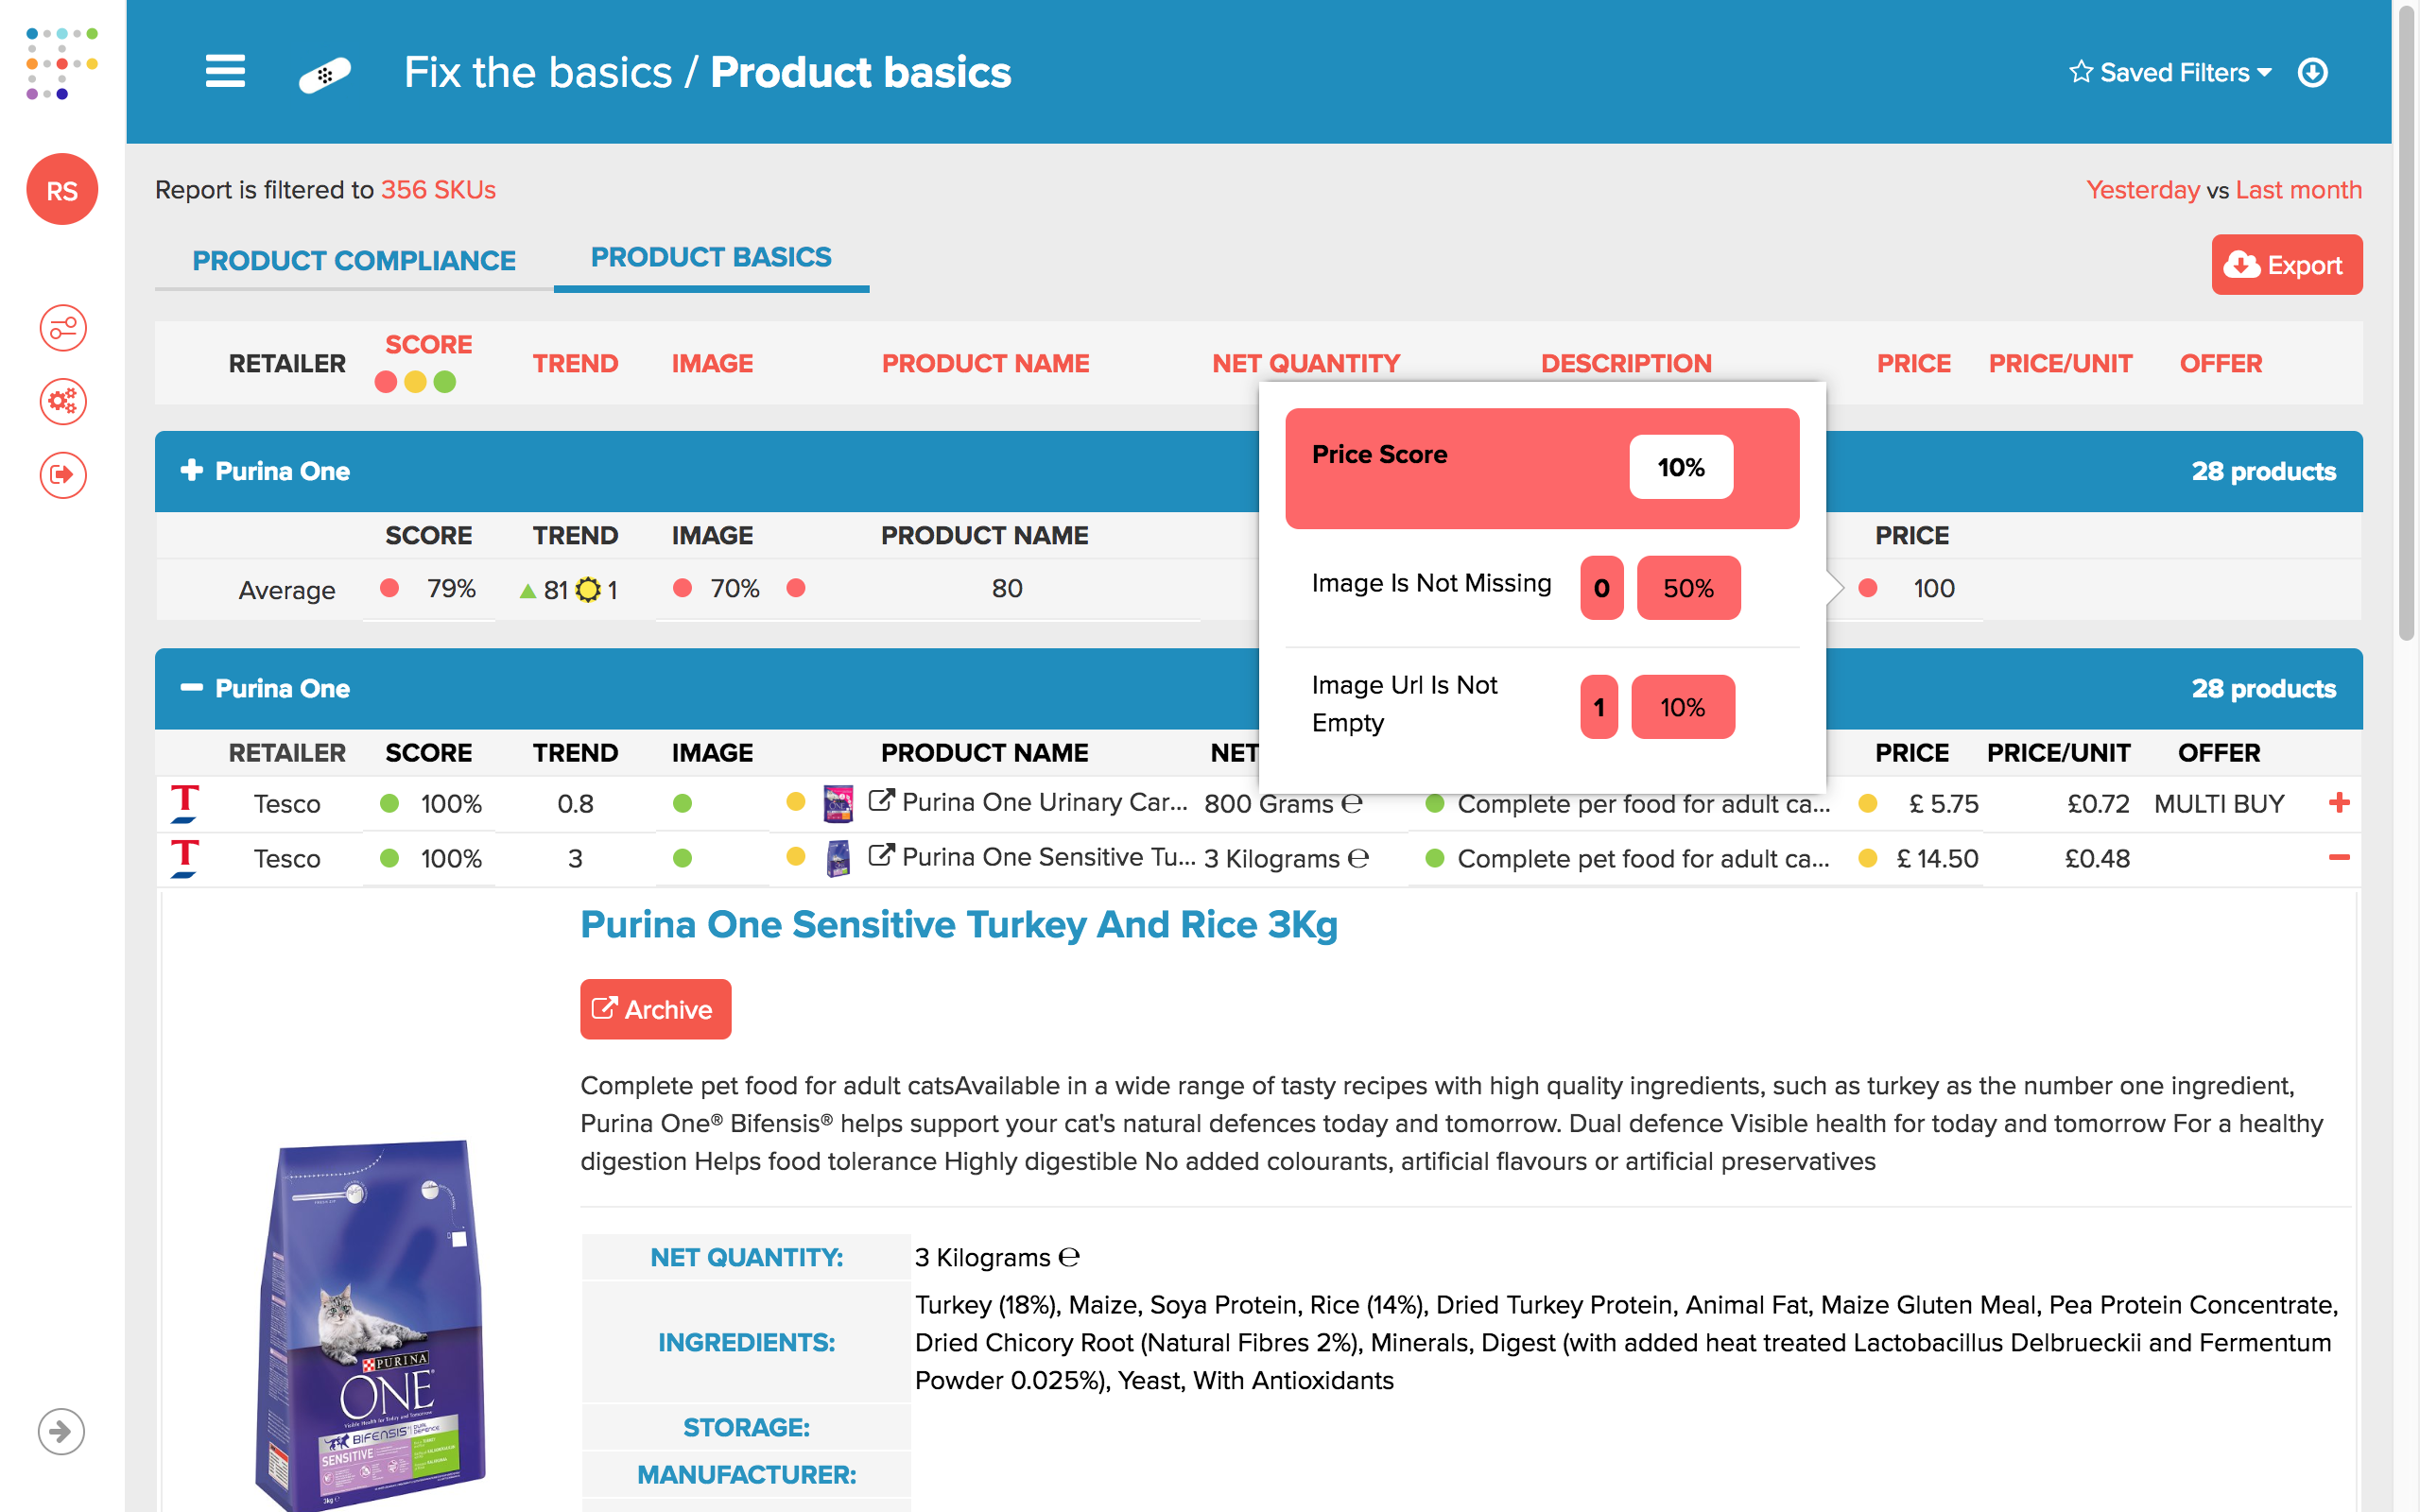 Fix the basics / Product basics
Saved Filters
RS
Report is filtered to 356 SKUs
Yesterday vs Last month
PRODUCT COMPLIANCE
PRODUCT BASICS
Export
RETAILER SCORE TREND IMAGE PRODUCT NAME NET QUANTITY DESCRIPTION PRICE PRICE/UNIT OFFER
Purina One 28 products
SCORE TREND IMAGE PRODUCT NAME PRICE
Average 79% 81 1 70% 80 100
Price Score 10%
Image Is Not Missing 0 50%
Image Url Is Not
Empty
1 10%
Purina One 28 products
RETAILER SCORE TREND IMAGE PRODUCT NAME NET PRICE PRICE/UNIT OFFER
T Tesco 100% 0.8 Purina One Urinary Car... 800 Grams ℮ Complete per food for adult ca... £ 5.75 £0.72 MULTI BUY
T Tesco 100% 3 Purina One Sensitive Tu... 3 Kilograms ℮ Complete pet food for adult ca... £ 14.50 £0.48
Purina One Sensitive Turkey And Rice 3Kg
Archive
Complete pet food for adult catsAvailable in a wide range of tasty recipes with high quality ingredients, such as turkey as the number one ingredient,
Purina One® Bifensis® helps support your cat's natural defences today and tomorrow. Dual defence Visible health for today and tomorrow For a healthy
digestion Helps food tolerance Highly digestible No added colourants, artificial flavours or artificial preservatives
NET QUANTITY: 3 Kilograms ℮
INGREDIENTS:
Turkey (18%), Maize, Soya Protein, Rice (14%), Dried Turkey Protein, Animal Fat, Maize Gluten Meal, Pea Protein Concentrate,
Dried Chicory Root (Natural Fibres 2%), Minerals, Digest (with added heat treated Lactobacillus Delbrueckii and Fermentum
Powder 0.025%), Yeast, With Antioxidants
STORAGE:
MANUFACTURER:
PURINA
ONE
Visible Health for Today and Tomorrow
BIFENSIS DUAL DEFENCE
SENSITIVE
3kg ℮